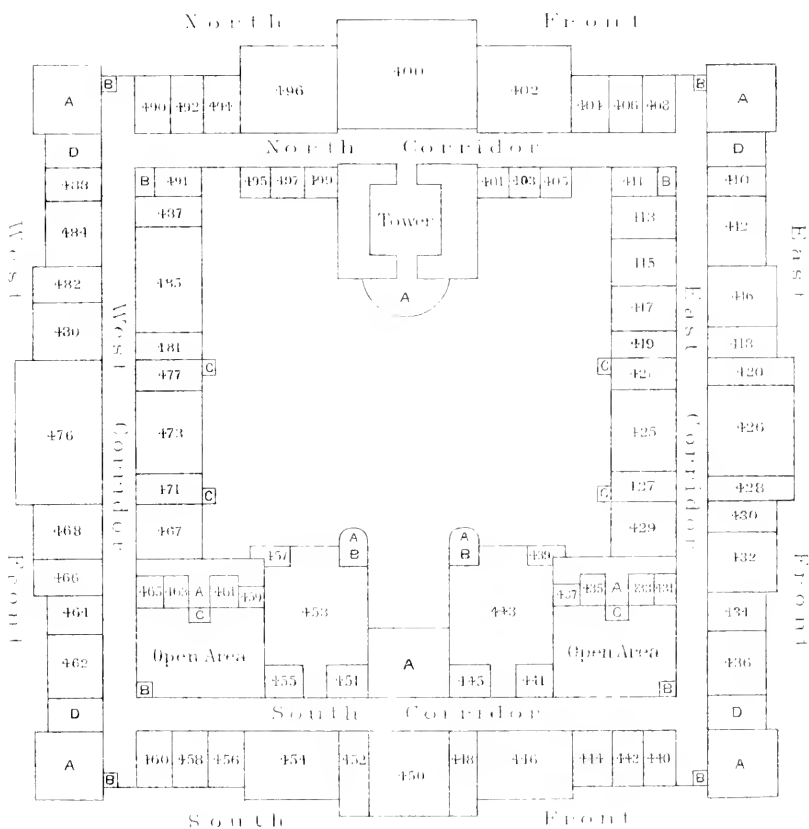 North Front
400
496 402
B B
A 490 492 494 404 406 408 A
D North Corridor D
488 B 491 495 497 499 401 403 405 411 B 410
484 487 Tower 413 412
West East
485 415
482 A 417 416
480 West East 419 418
481
477 C C 421 420
476 473 425 426
Corridor Corridor
471 C C 427 428
468 467 429 430
A B A B
457 439 432
466 465 463 A 461 459 437 435 A 433 431
464 C 453 443 C 434
Front Front
462 Open Area A Open Area 436
455 451 445 441
B B
D South Corridor D
A 460 458 456 454 452 450 448 446 444 442 440 A
B B
South Front